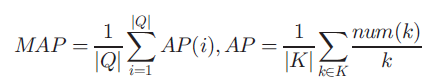 $MAP = \frac{1}{|Q|} \sum_{i=1}^{|Q|} AP(i), AP = \frac{1}{|K|} \sum_{k \in K} \frac{num(k)}{k}$